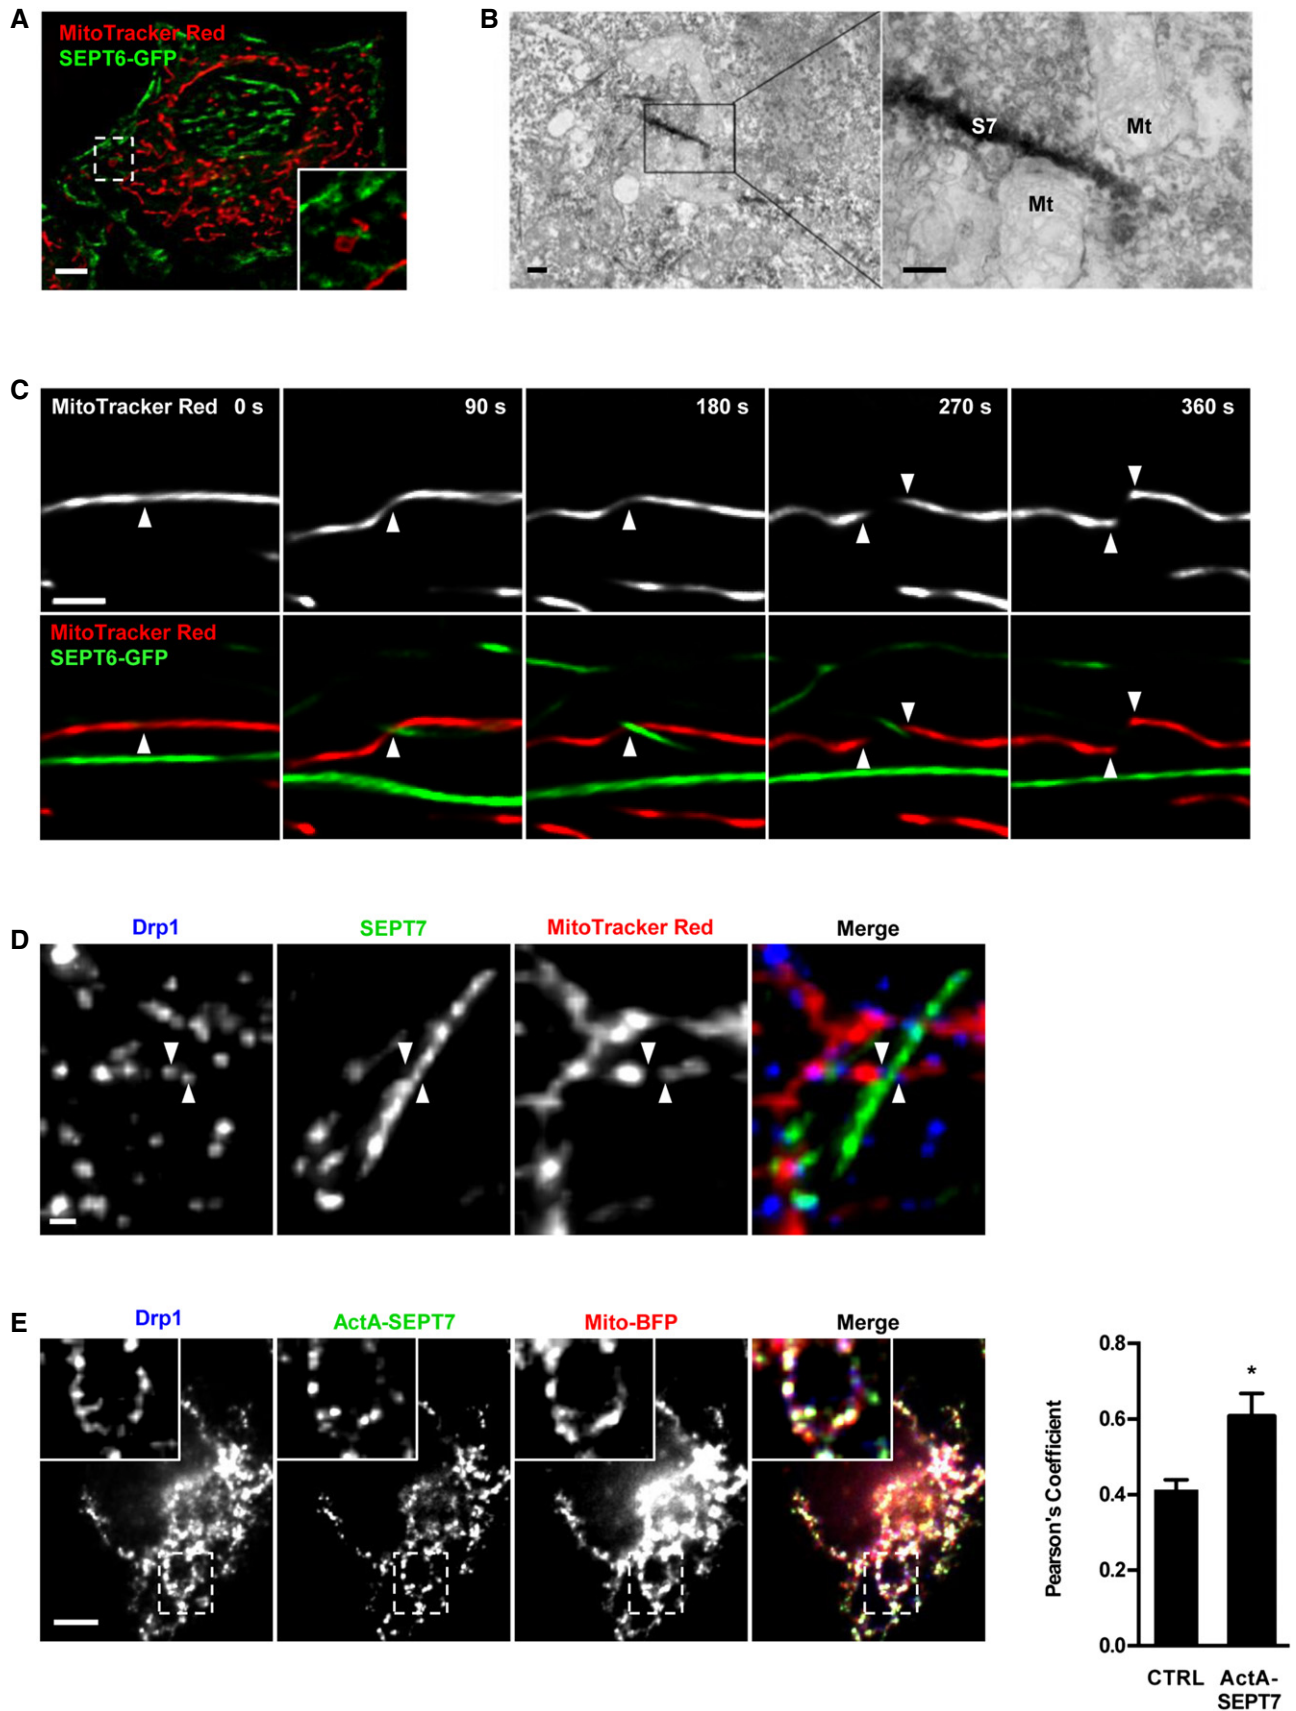 A
MitoTracker Red
SEPT6-GFP
B
S7
Mt
Mt
C
MitoTracker Red 0 s
90 s
180 s
270 s
360 s
MitoTracker Red
SEPT6-GFP
D
Drp1
SEPT7
MitoTracker Red
Merge
E
Drp1
ActA-SEPT7
Mito-BFP
Merge
Pearson's Coefficient
0.8
0.6
0.4
0.2
0.0
*
CTRL
ActA-
SEPT7